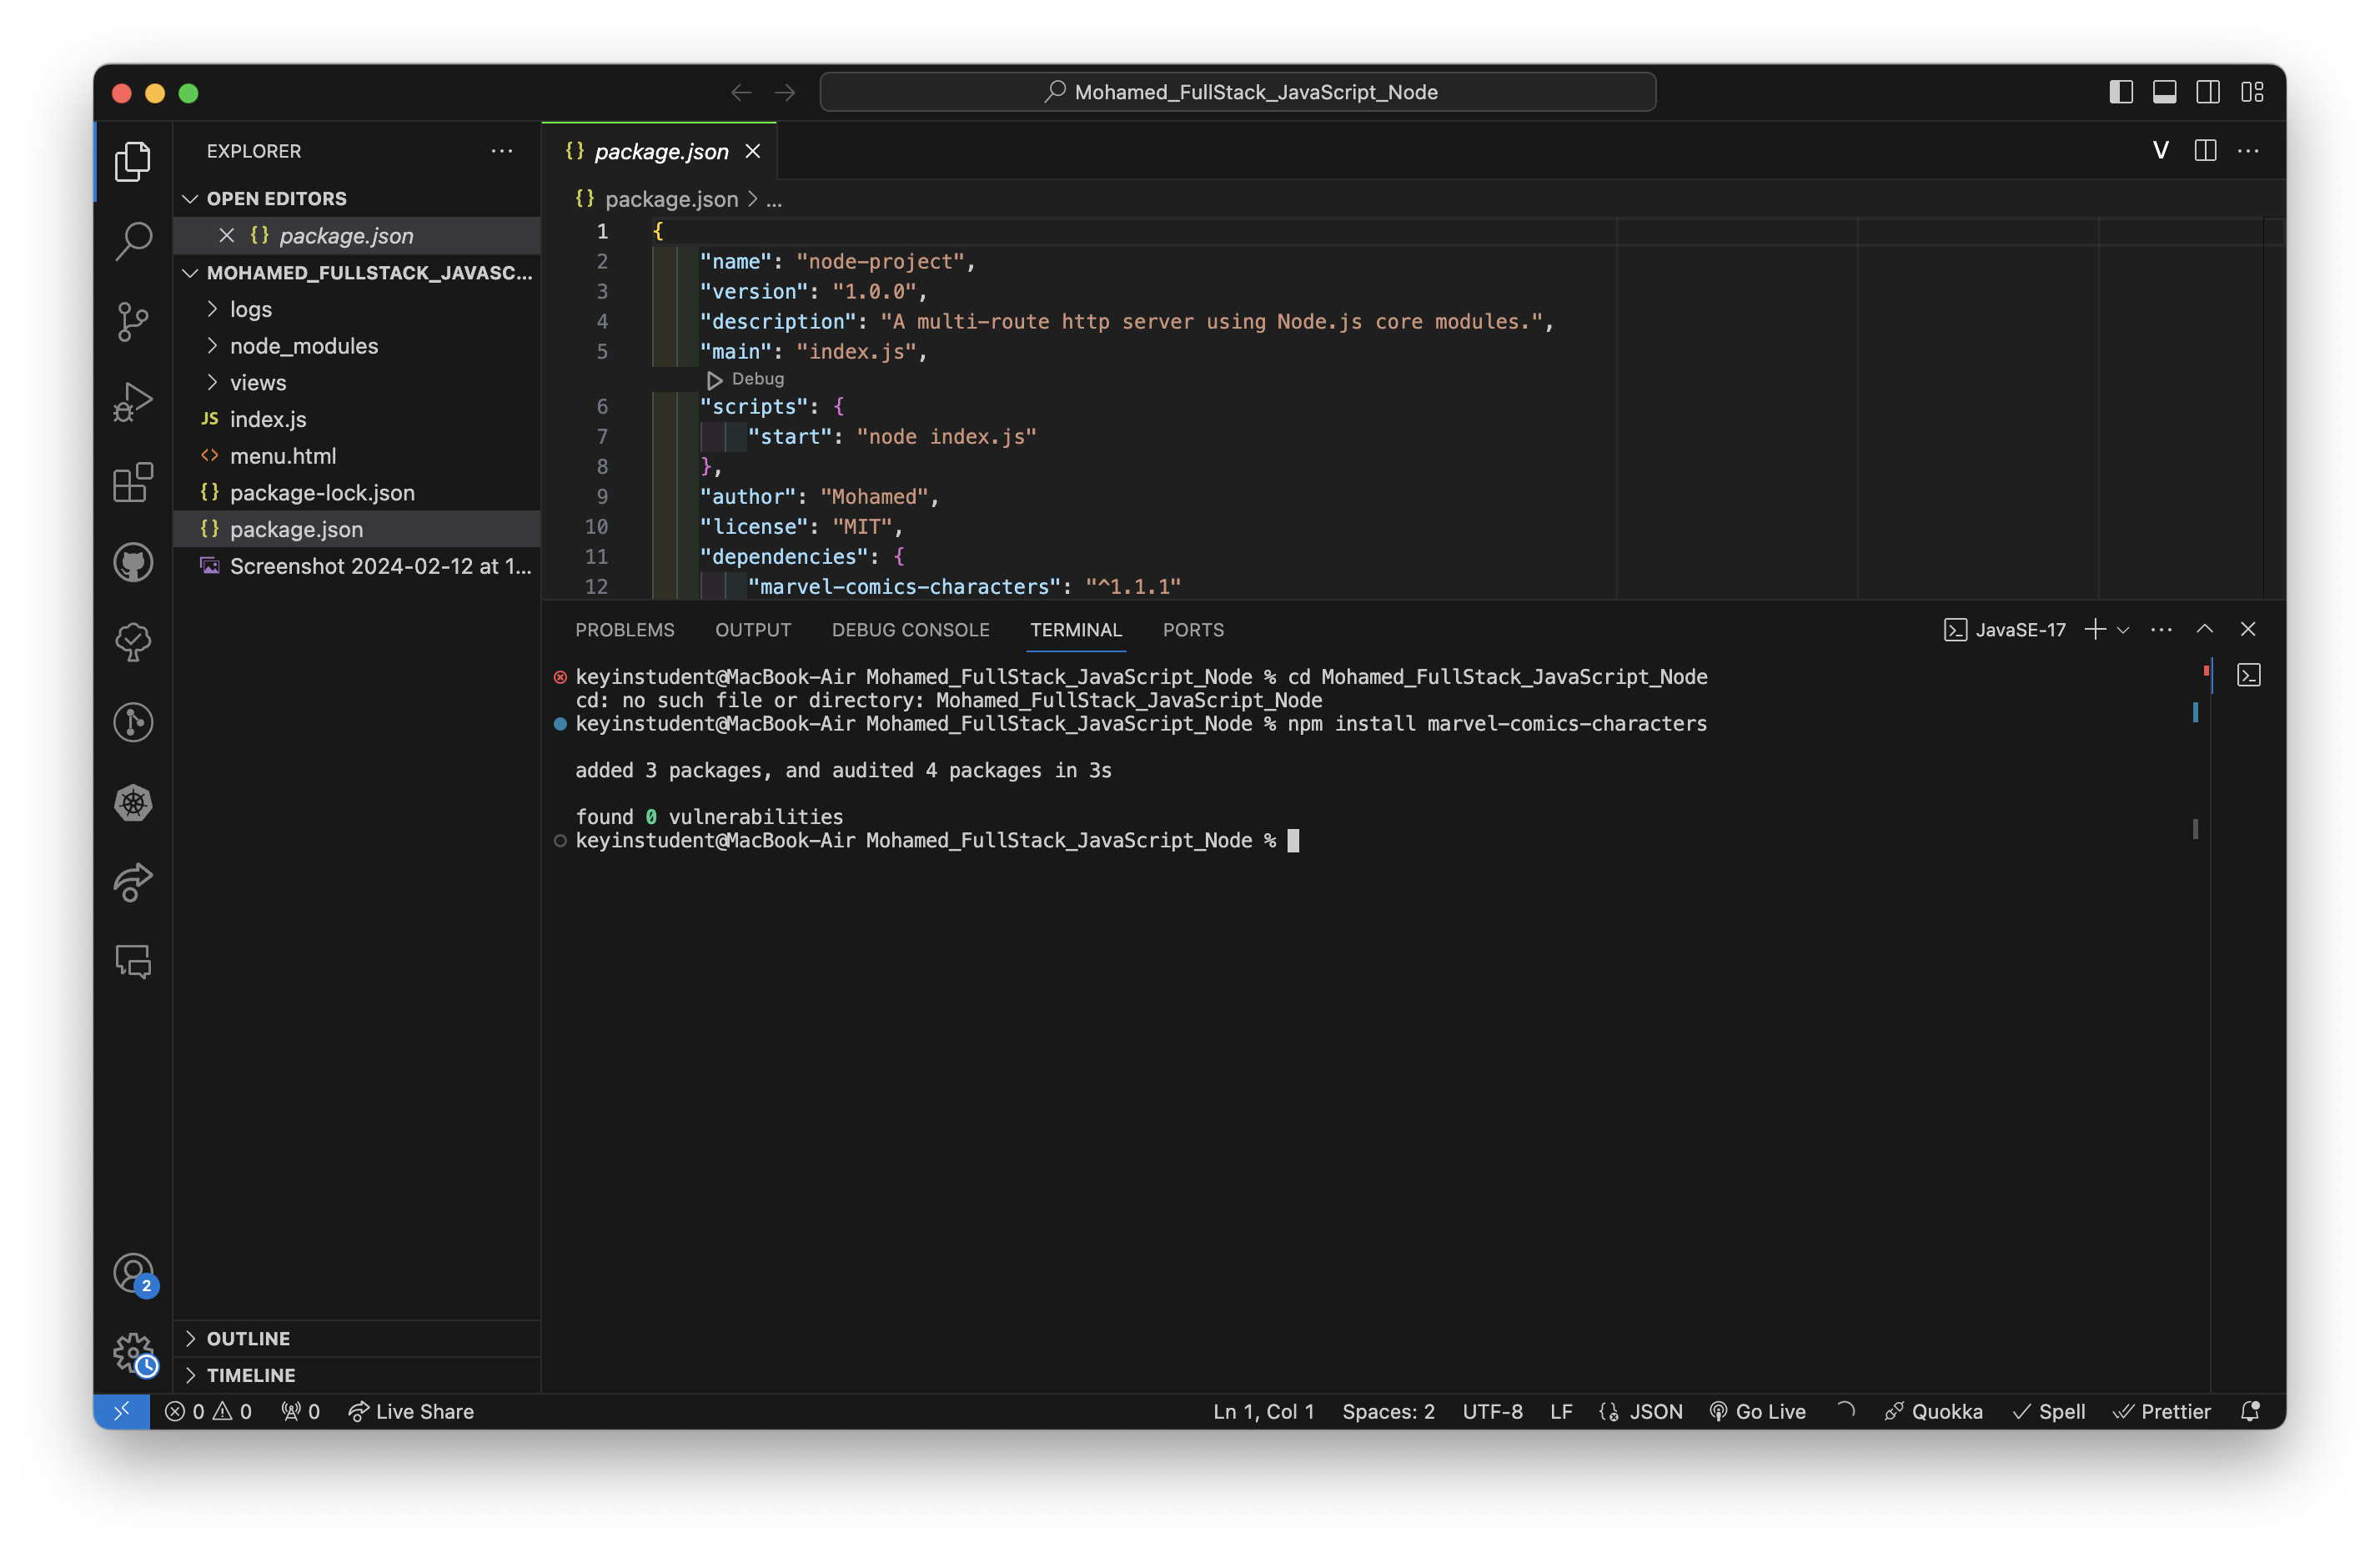 Mohamed_FullStack_JavaScript_Node
EXPLORER
OPEN EDITORS
{} package.json
MOHAMED_FULLSTACK_JAVASC...
logs
node_modules
views
JS index.js
<> menu.html
{} package-lock.json
{} package.json
Screenshot 2024-02-12 at 1...
OUTLINE
TIMELINE
{} package.json
V
{} package.json > ...
1 {
2 "name": "node-project",
3 "version": "1.0.0",
4 "description": "A multi-route http server using Node.js core modules.",
5 "main": "index.js",
Debug
6 "scripts": {
7 "start": "node index.js"
8 },
9 "author": "Mohamed",
10 "license": "MIT",
11 "dependencies": {
12 "marvel-comics-characters": "^1.1.1"
PROBLEMS OUTPUT DEBUG CONSOLE TERMINAL PORTS JavaSE-17
keyinstudent@MacBook-Air Mohamed_FullStack_JavaScript_Node % cd Mohamed_FullStack_JavaScript_Node
cd: no such file or directory: Mohamed_FullStack_JavaScript_Node
keyinstudent@MacBook-Air Mohamed_FullStack_JavaScript_Node % npm install marvel-comics-characters
added 3 packages, and audited 4 packages in 3s
found 0 vulnerabilities
keyinstudent@MacBook-Air Mohamed_FullStack_JavaScript_Node %
2
0 0 0 Live Share Ln 1, Col 1 Spaces: 2 UTF-8 LF JSON Go Live Quokka Spell Prettier